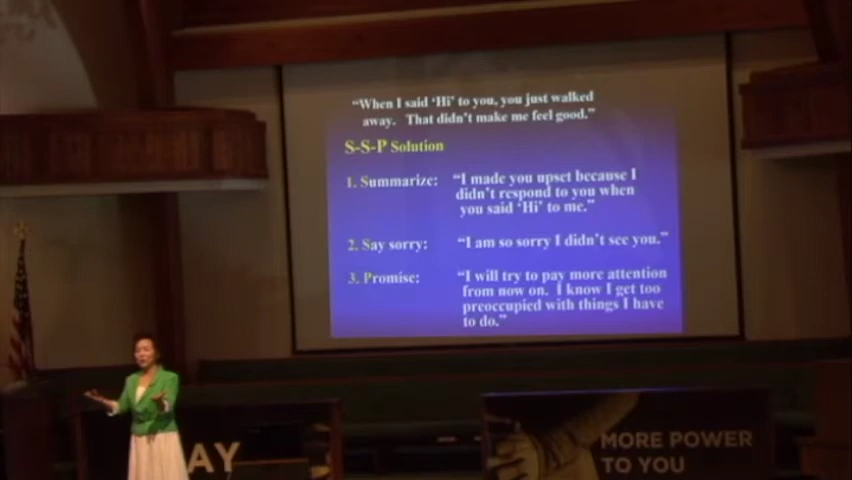 "When I said 'Hi' to you, you just walked
away. That didn't make me feel good."
S-S-P Solution
1. Summarize: "I made you upset because I
didn't respond to you when
you said 'Hi' to me."
2. Say sorry: "I am so sorry I didn't see you."
3. Promise: "I will try to pay more attention
from now on. I know I get too
preoccupied with things I have
to do."
AY
MORE POWER
TO YOU